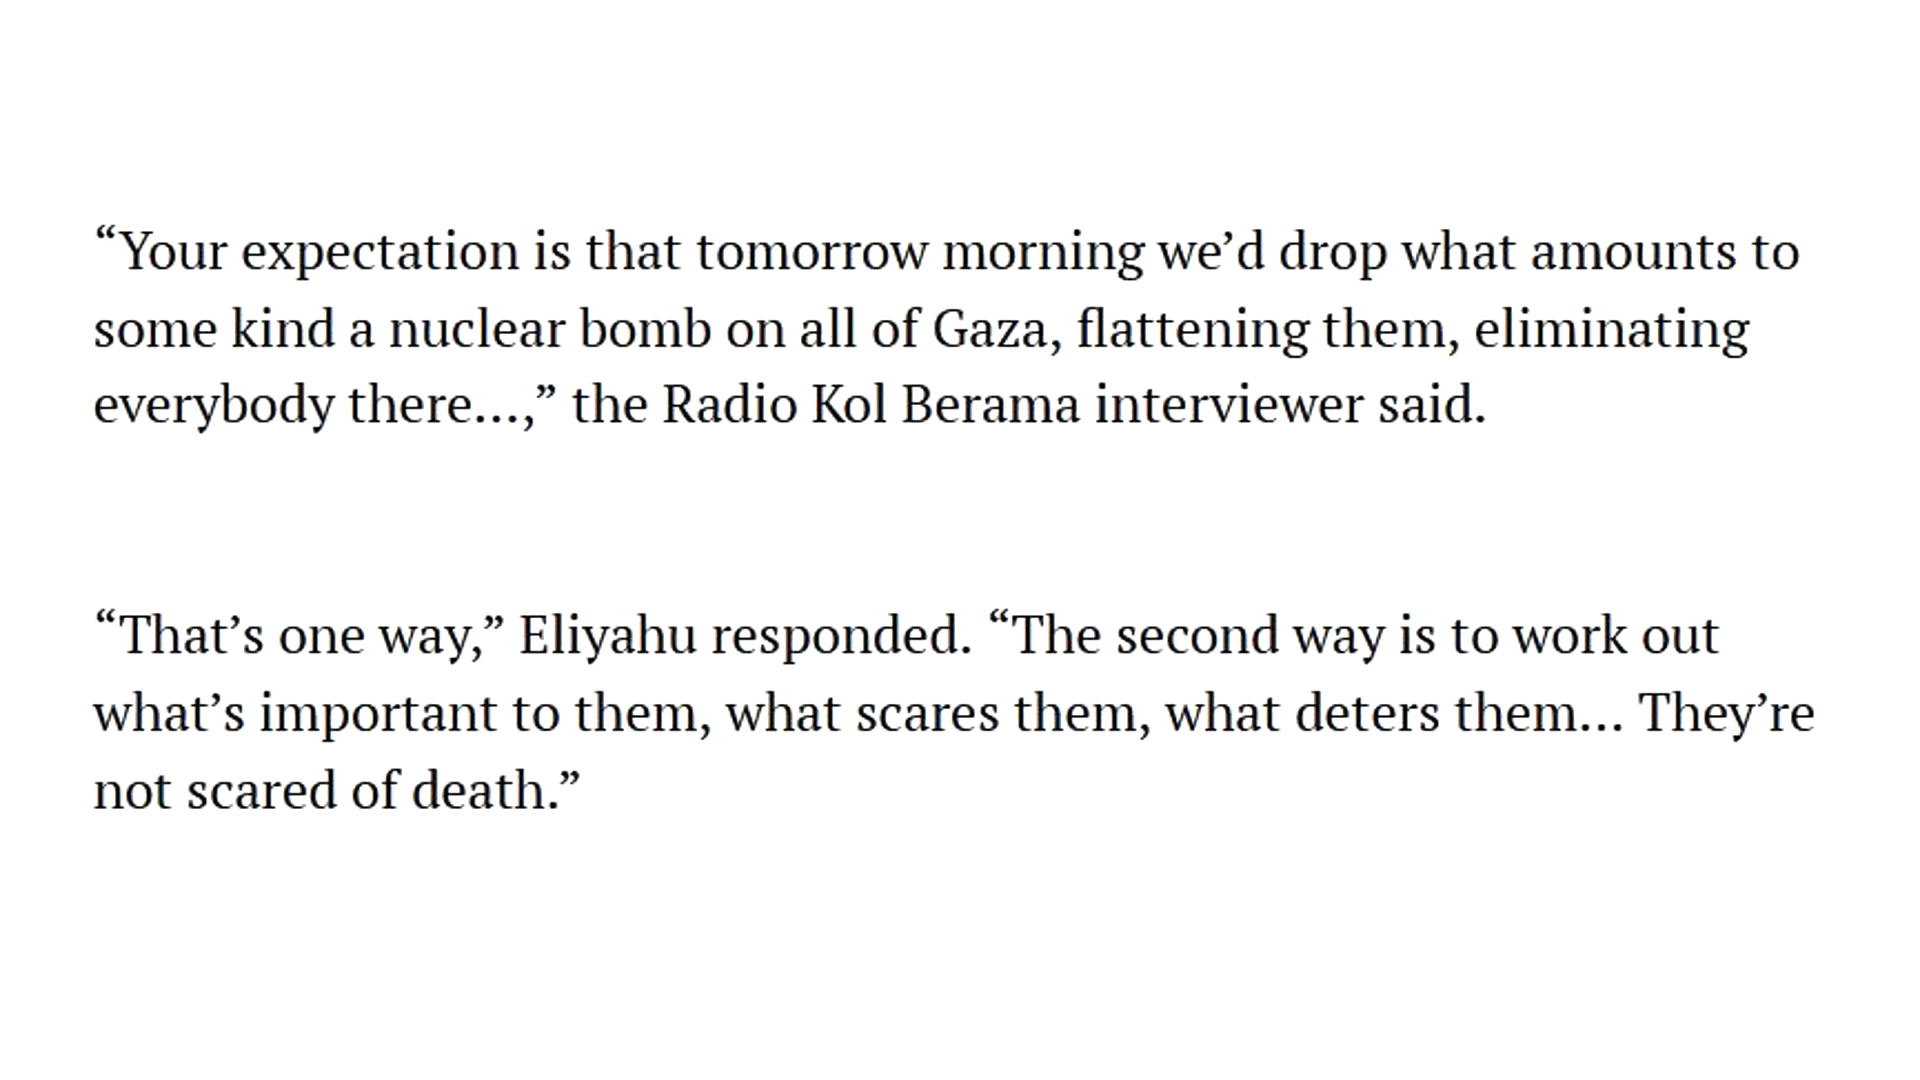 “Your expectation is that tomorrow morning we’d drop what amounts to
some kind a nuclear bomb on all of Gaza, flattening them, eliminating
everybody there…,” the Radio Kol Berama interviewer said.
“That’s one way,” Eliyahu responded. “The second way is to work out
what’s important to them, what scares them, what deters them… They’re
not scared of death.”